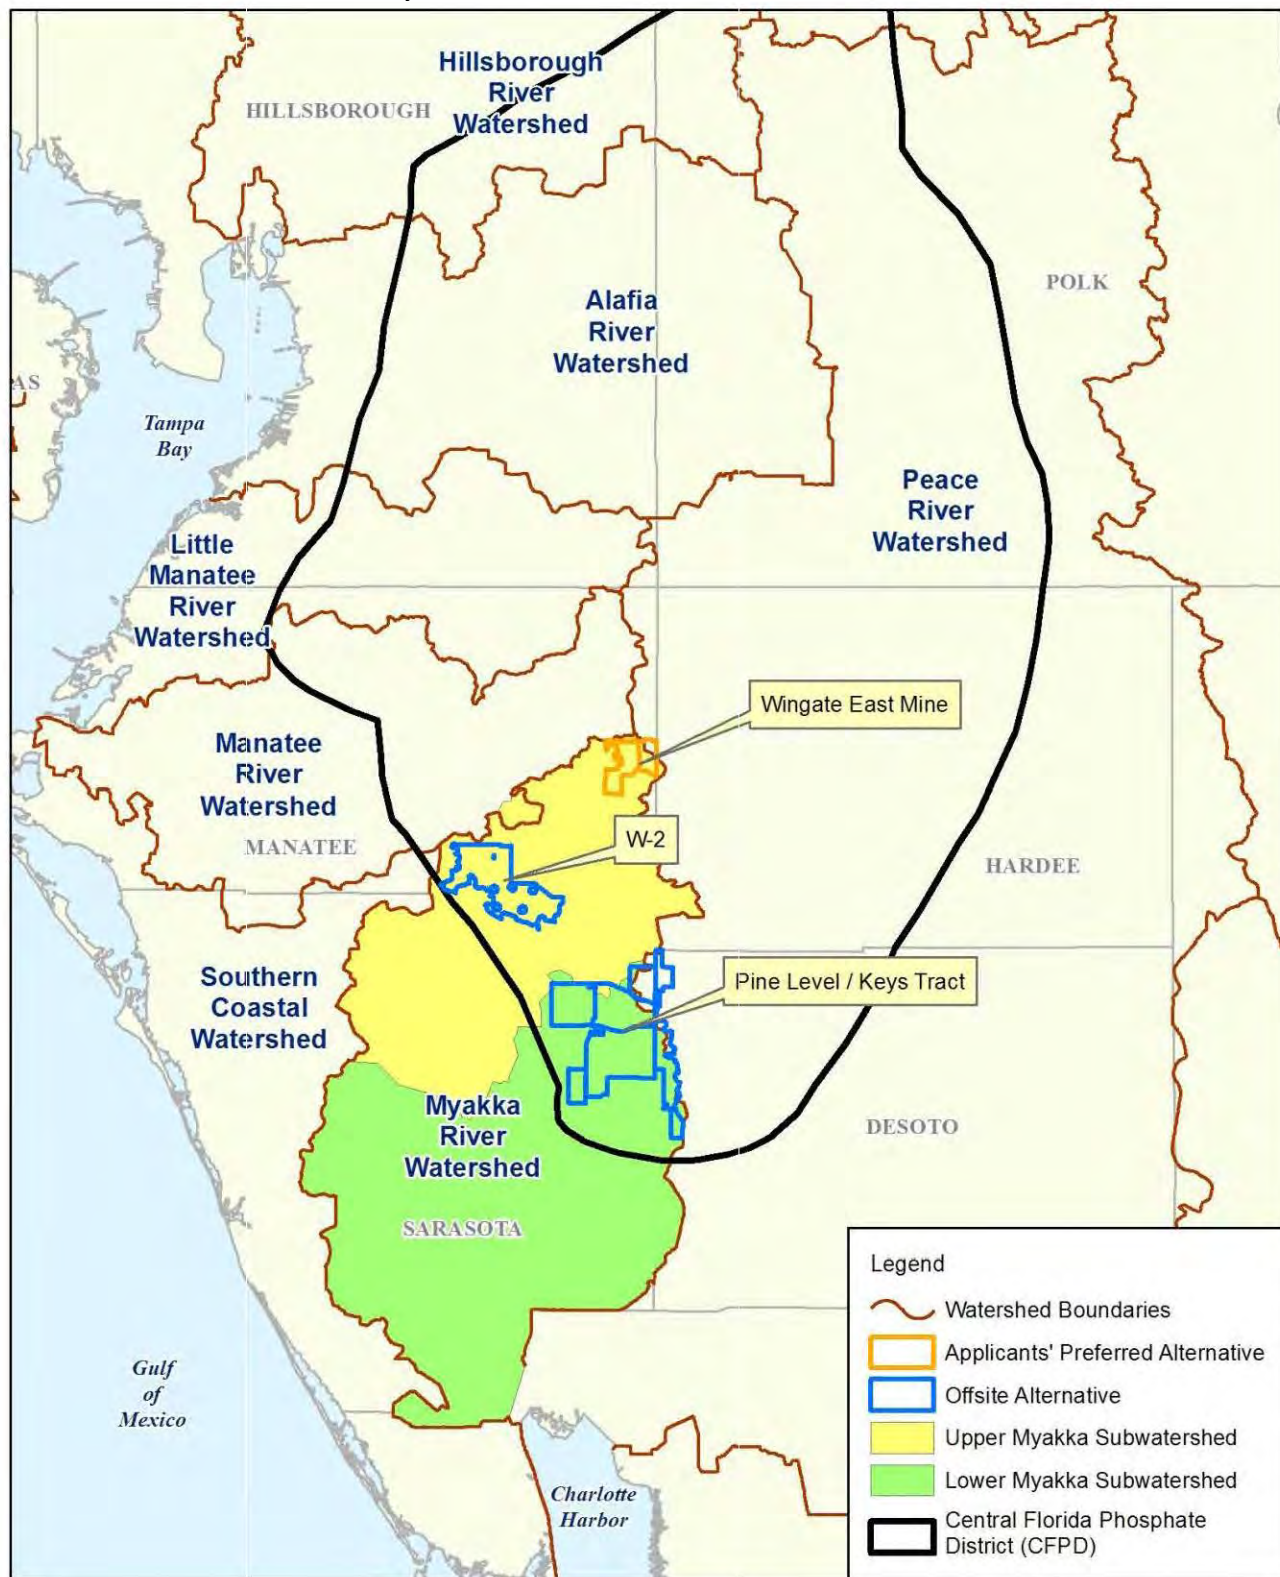 Hillsborough
River
Watershed
HILLSBOROUGH
POLK
Alafia
River
Watershed
AS
Tampa
Bay
Peace
River
Watershed
Little
Manatee
River
Watershed
Wingate East Mine
Manatee
River
Watershed
MANATEE
W-2
HARDEE
Southern
Coastal
Watershed
Pine Level / Keys Tract
Myakka
River
Watershed
DESOTO
SARASOTA
Gulf
of
Mexico
Charlotte
Harbor
Legend
Watershed Boundaries
Applicants' Preferred Alternative
Offsite Alternative
Upper Myakka Subwatershed
Lower Myakka Subwatershed
Central Florida Phosphate
District (CFPD)